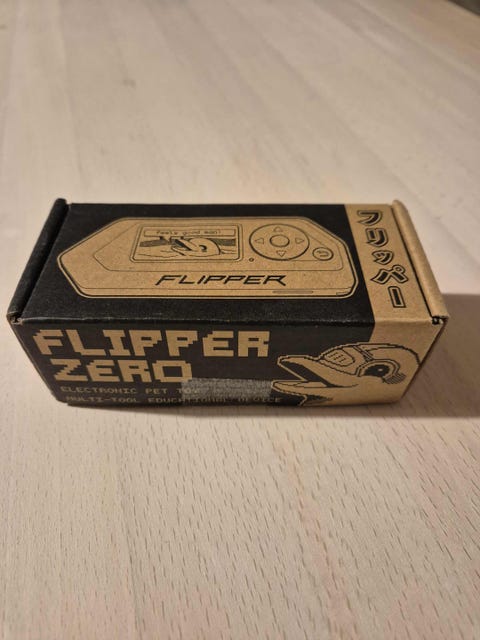 feels good man!
FLIPPER
フリッパー
FLIPPER
ZERO
ELECTRONIC PET TOY
MULTI-TOOL EDUCATIONAL DEVICE